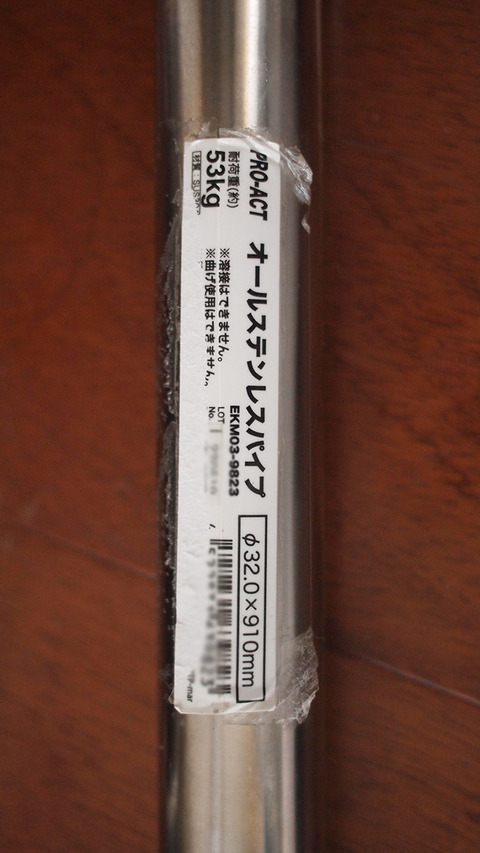 PRO-ACT オールステンレスパイプ
φ32.0×910mm
耐荷重(約)
53kg
※溶接はできません。
※曲げ使用はできません。
LOT EKM03-9823
No.